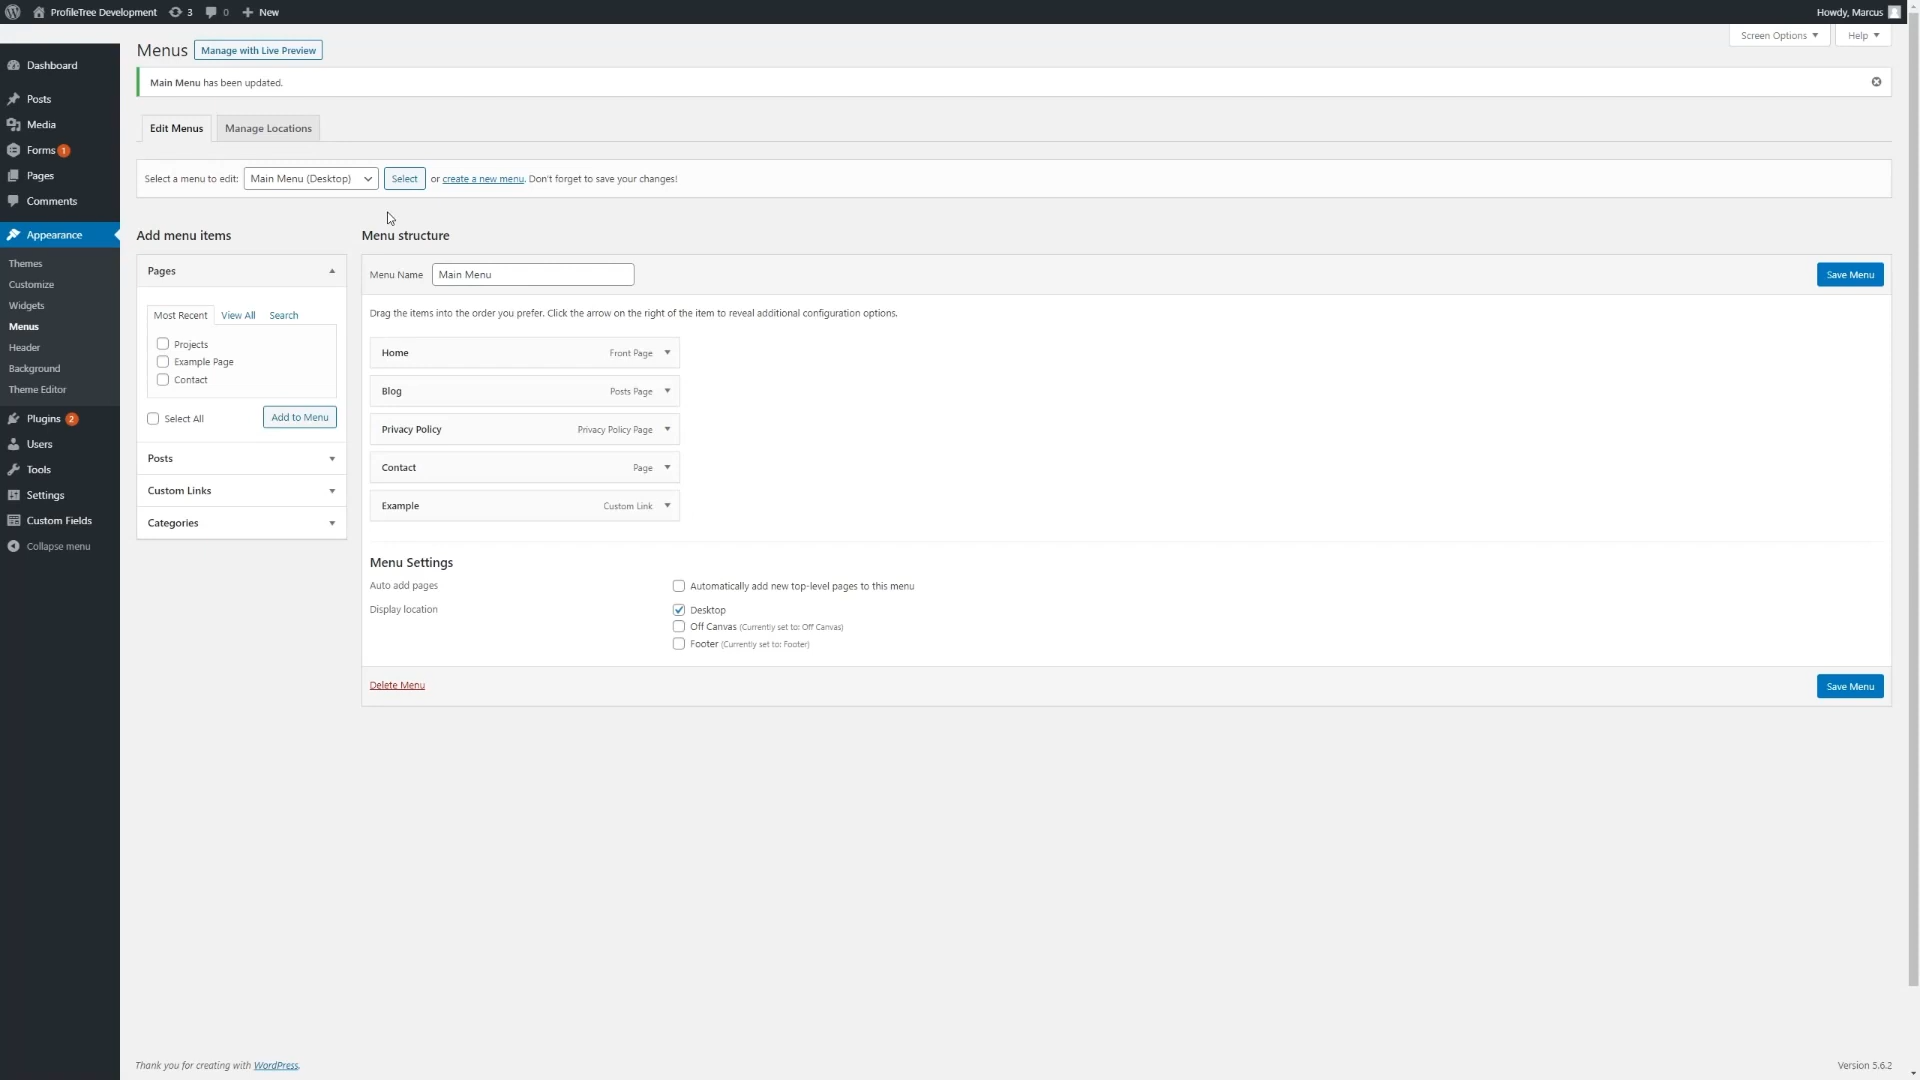 ProfileTree Development 3 0 New Howdy, Marcus
Menus Manage with Live Preview Screen Options Help
Main Menu has been updated.
Edit Menus Manage Locations
Select a menu to edit: Main Menu (Desktop) Select or create a new menu. Don't forget to save your changes!
Dashboard
Posts
Media
Forms 1
Pages
Comments
Appearance
Themes
Customize
Widgets
Menus
Header
Background
Theme Editor
Plugins 2
Users
Tools
Settings
Custom Fields
Collapse menu
Add menu items
Pages
Most Recent View All Search
Projects
Example Page
Contact
Select All Add to Menu
Posts
Custom Links
Categories
Menu structure
Menu Name Main Menu Save Menu
Drag the items into the order you prefer. Click the arrow on the right of the item to reveal additional configuration options.
Home Front Page
Blog Posts Page
Privacy Policy Privacy Policy Page
Contact Page
Example Custom Link
Menu Settings
Auto add pages Automatically add new top-level pages to this menu
Display location Desktop
Off Canvas (Currently set to: Off Canvas)
Footer (Currently set to: Footer)
Delete Menu Save Menu
Thank you for creating with WordPress. Version 5.6.2